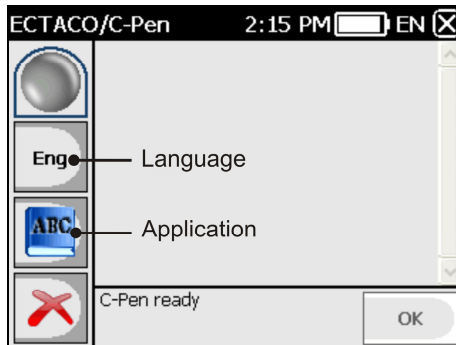 ECTACO/C-Pen 2:15 PM EN
Eng Language
ABC Application
C-Pen ready
OK